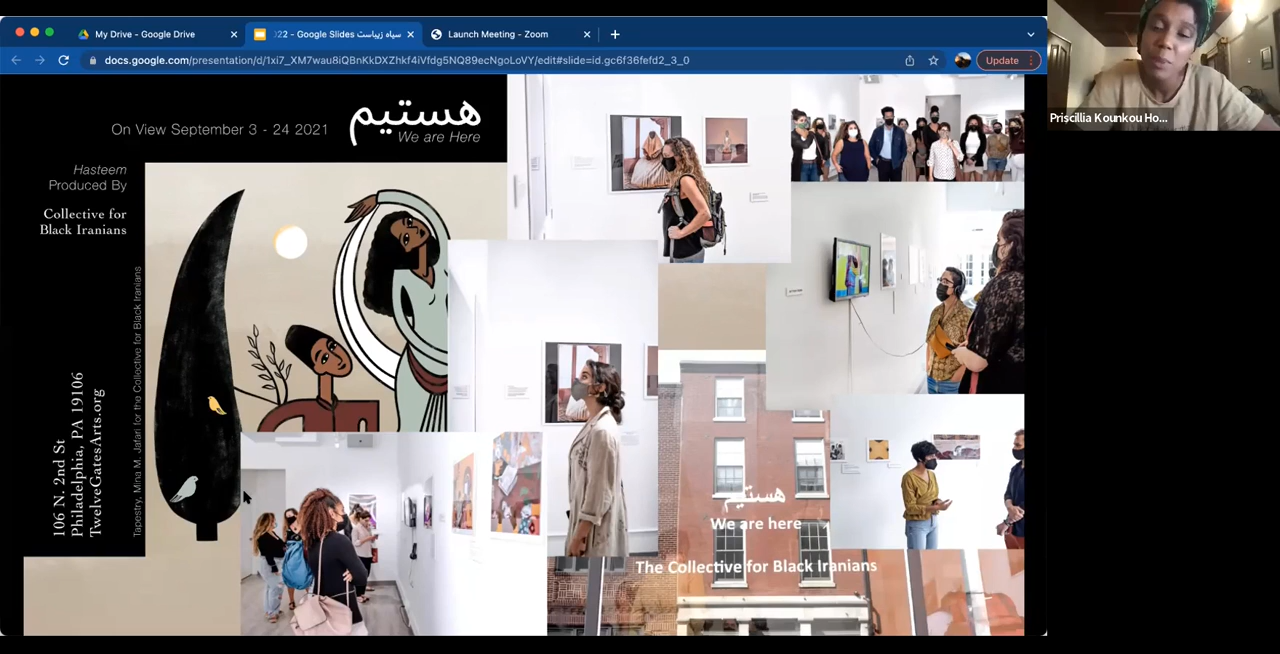 My Drive - Google Drive
سیاه زیباست 22' - Google Slides
Launch Meeting - Zoom
docs.google.com/presentation/d/1xi7_XM7wau8iQBnKkDXZhkf4iVfdg5NQ89ecNgoLoVY/edit#slide=id.gc6f36fefd2_3_0
Update
Priscillia Kounkou Ho...
On View September 3 - 24 2021
هستیم
We are Here
Hasteem
Produced By
Collective for
Black Iranians
Tapestry, Mina M. Jafari for the Collective for Black Iranians
106 N. 2nd St
Philadelphia, PA 19106
TwelveGatesArts.org
هستیم
We are here
The Collective for Black Iranians